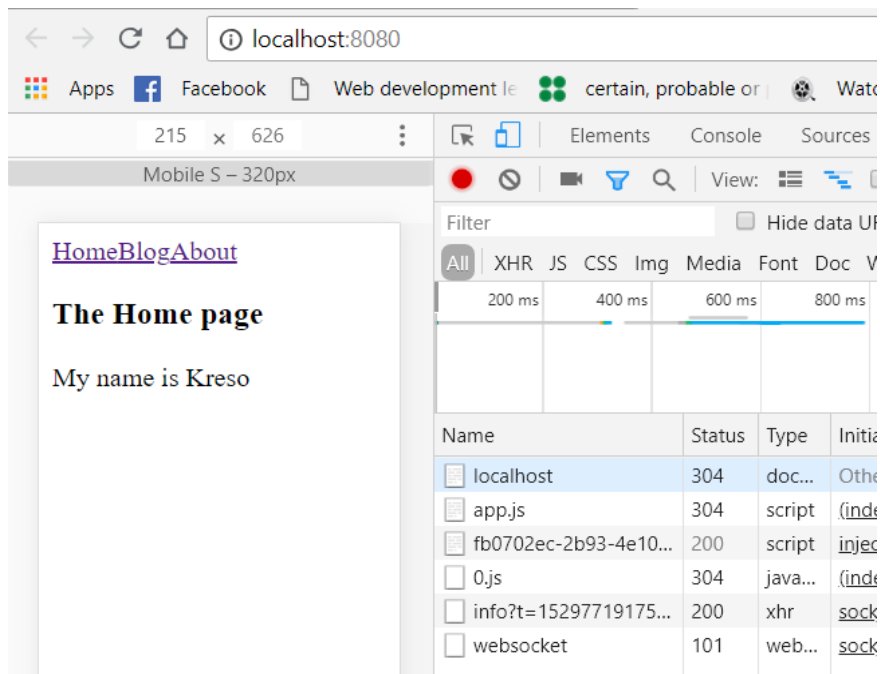 localhost:8080
Apps Facebook Web development le certain, probable or p Watc
215 x 626 Elements Console Sources
Mobile S – 320px View:
Filter Hide data UR
HomeBlogAbout
All XHR JS CSS Img Media Font Doc W
200 ms 400 ms 600 ms 800 ms
The Home page
My name is Kreso
Name Status Type Initia
localhost 304 doc... Othe
app.js 304 script (inde
fb0702ec-2b93-4e10... 200 script injec
0.js 304 java... (inde
info?t=15297719175... 200 xhr sock
websocket 101 web... sock